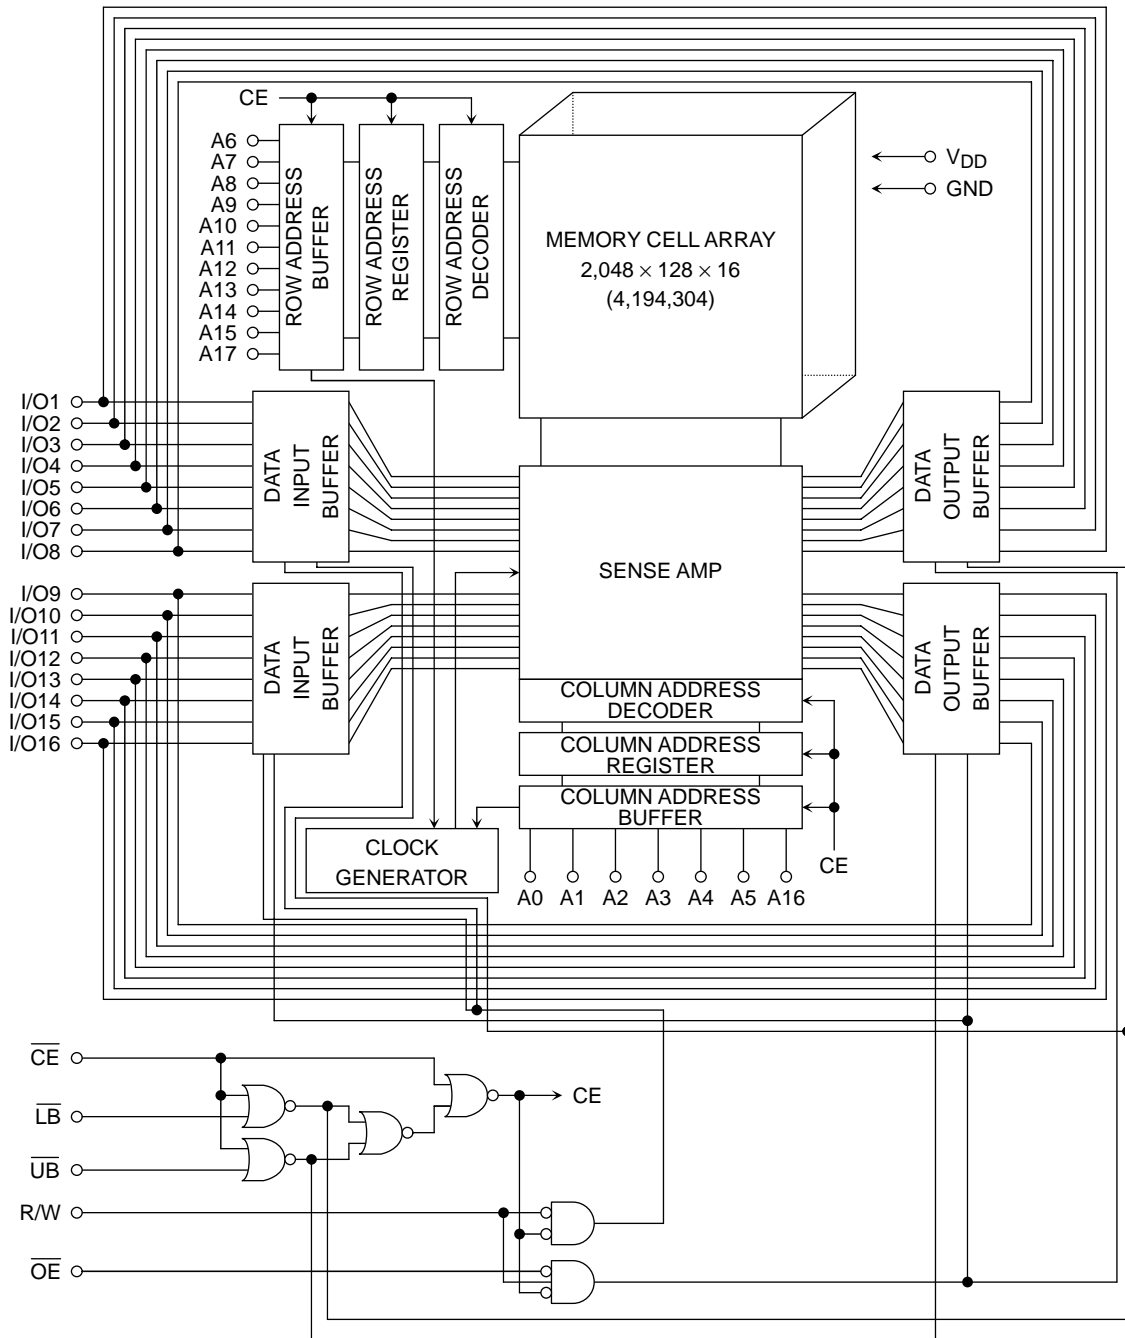 CE
A6
A7
A8
A9
A10
A11
A12
A13
A14
A15
A17
ROW ADDRESS
BUFFER
ROW ADDRESS
REGISTER
ROW ADDRESS
DECODER
MEMORY CELL ARRAY
2,048 × 128 × 16
(4,194,304)
VDD
GND
I/O1
I/O2
I/O3
I/O4
I/O5
I/O6
I/O7
I/O8
DATA
INPUT
BUFFER
DATA
OUTPUT
BUFFER
SENSE AMP
I/O9
I/O10
I/O11
I/O12
I/O13
I/O14
I/O15
I/O16
DATA
INPUT
BUFFER
DATA
OUTPUT
BUFFER
COLUMN ADDRESS
DECODER
COLUMN ADDRESS
REGISTER
COLUMN ADDRESS
BUFFER
CLOCK
GENERATOR
CE
A0
A1
A2
A3
A4
A5
A16
C̅E̅
L̅B̅
U̅B̅
R/W
O̅E̅
CE